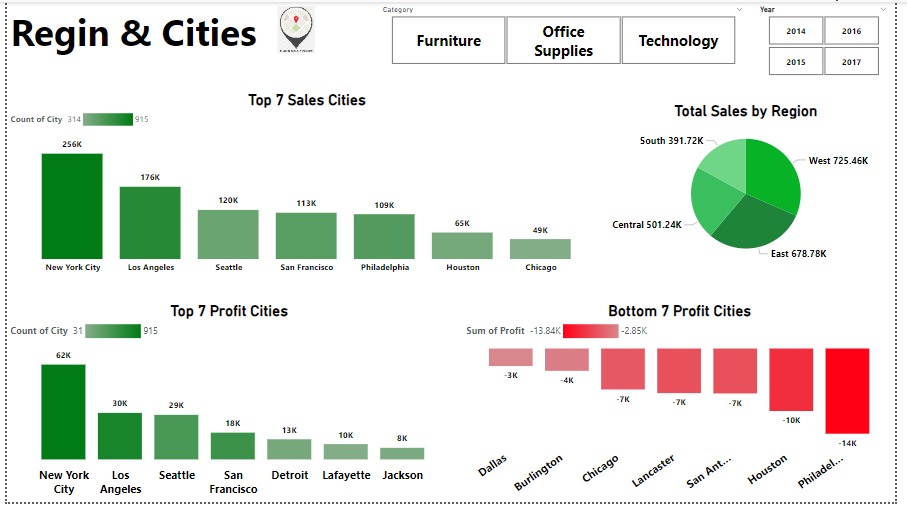 Regin & Cities
Category
Furniture
Office
Supplies
Technology
Year
2014
2016
2015
2017
Top 7 Sales Cities
Count of City 314 915
256K
176K
120K
113K
109K
65K
49K
New York City
Los Angeles
Seattle
San Francisco
Philadelphia
Houston
Chicago
Total Sales by Region
South 391.72K
West 725.46K
Central 501.24K
East 678.78K
Top 7 Profit Cities
Count of City 31 915
62K
30K
29K
18K
13K
10K
8K
New York
City
Los
Angeles
Seattle
San
Francisco
Detroit
Lafayette
Jackson
Bottom 7 Profit Cities
Sum of Profit -13.84K -2.85K
-3K
-4K
-7K
-7K
-7K
-10K
-14K
Dallas
Burlington
Chicago
Lancaster
San Ant...
Houston
Philadel...